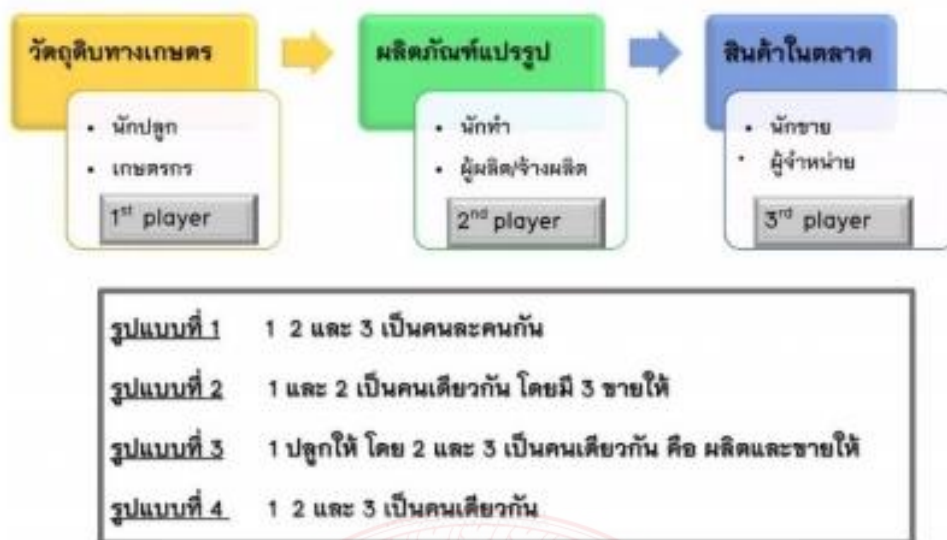 วัตถุดิบทางเกษตร
• นักปลูก
• เกษตรกร
1st player
ผลิตภัณฑ์แปรรูป
• นักทำ
• ผู้ผลิต/จ้างผลิต
2nd player
สินค้าในตลาด
• นักขาย
• ผู้จำหน่าย
3rd player
รูปแบบที่ 1 1 2 และ 3 เป็นคนละคนกัน
รูปแบบที่ 2 1 และ 2 เป็นคนเดียวกัน โดยมี 3 ขายให้
รูปแบบที่ 3 1 ปลูกให้ โดย 2 และ 3 เป็นคนเดียวกัน คือ ผลิตและขายให้
รูปแบบที่ 4 1 2 และ 3 เป็นคนเดียวกัน